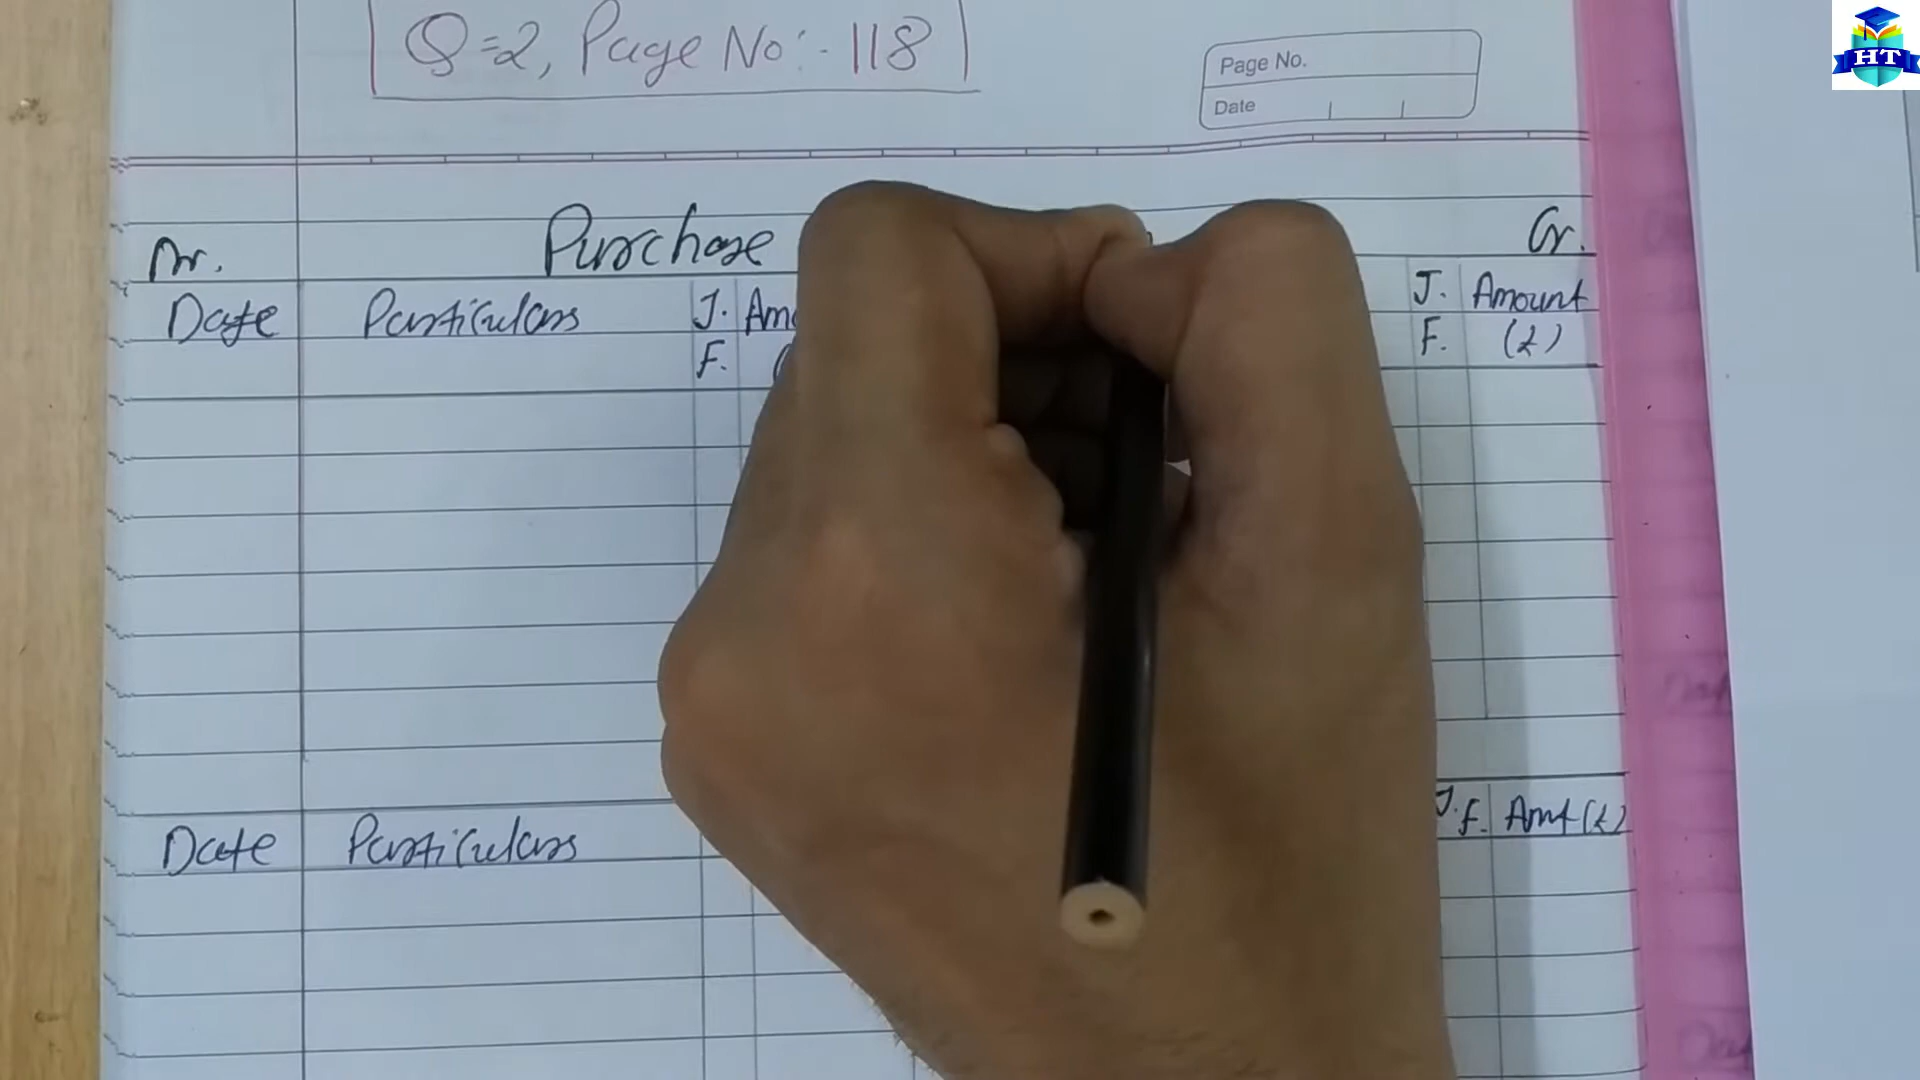 Q=2, Page No:- 118
Page No.
Date
HT
Dr. Purchase Cr.
Date Particulars J. F. J. F. Amount (₹)
Date Particulars J.F. Amt (₹)